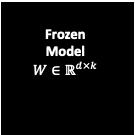 Frozen
Model
W ∈ ℝ^{d×k}